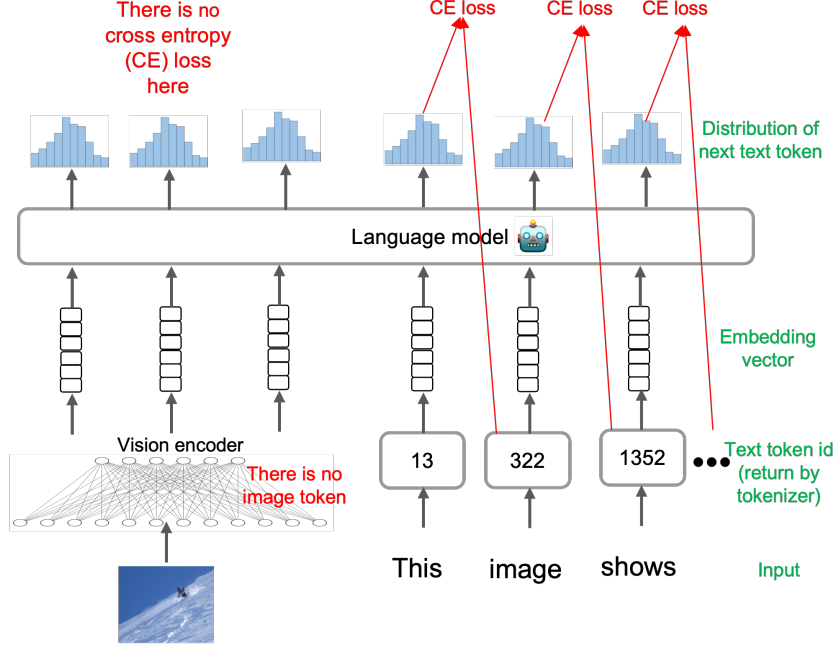 There is no
cross entropy
(CE) loss
here
CE loss
CE loss
CE loss
Distribution of
next text token
Language model
Embedding
vector
Vision encoder
There is no
image token
13
322
1352
Text token id
(return by
tokenizer)
This
image
shows
Input